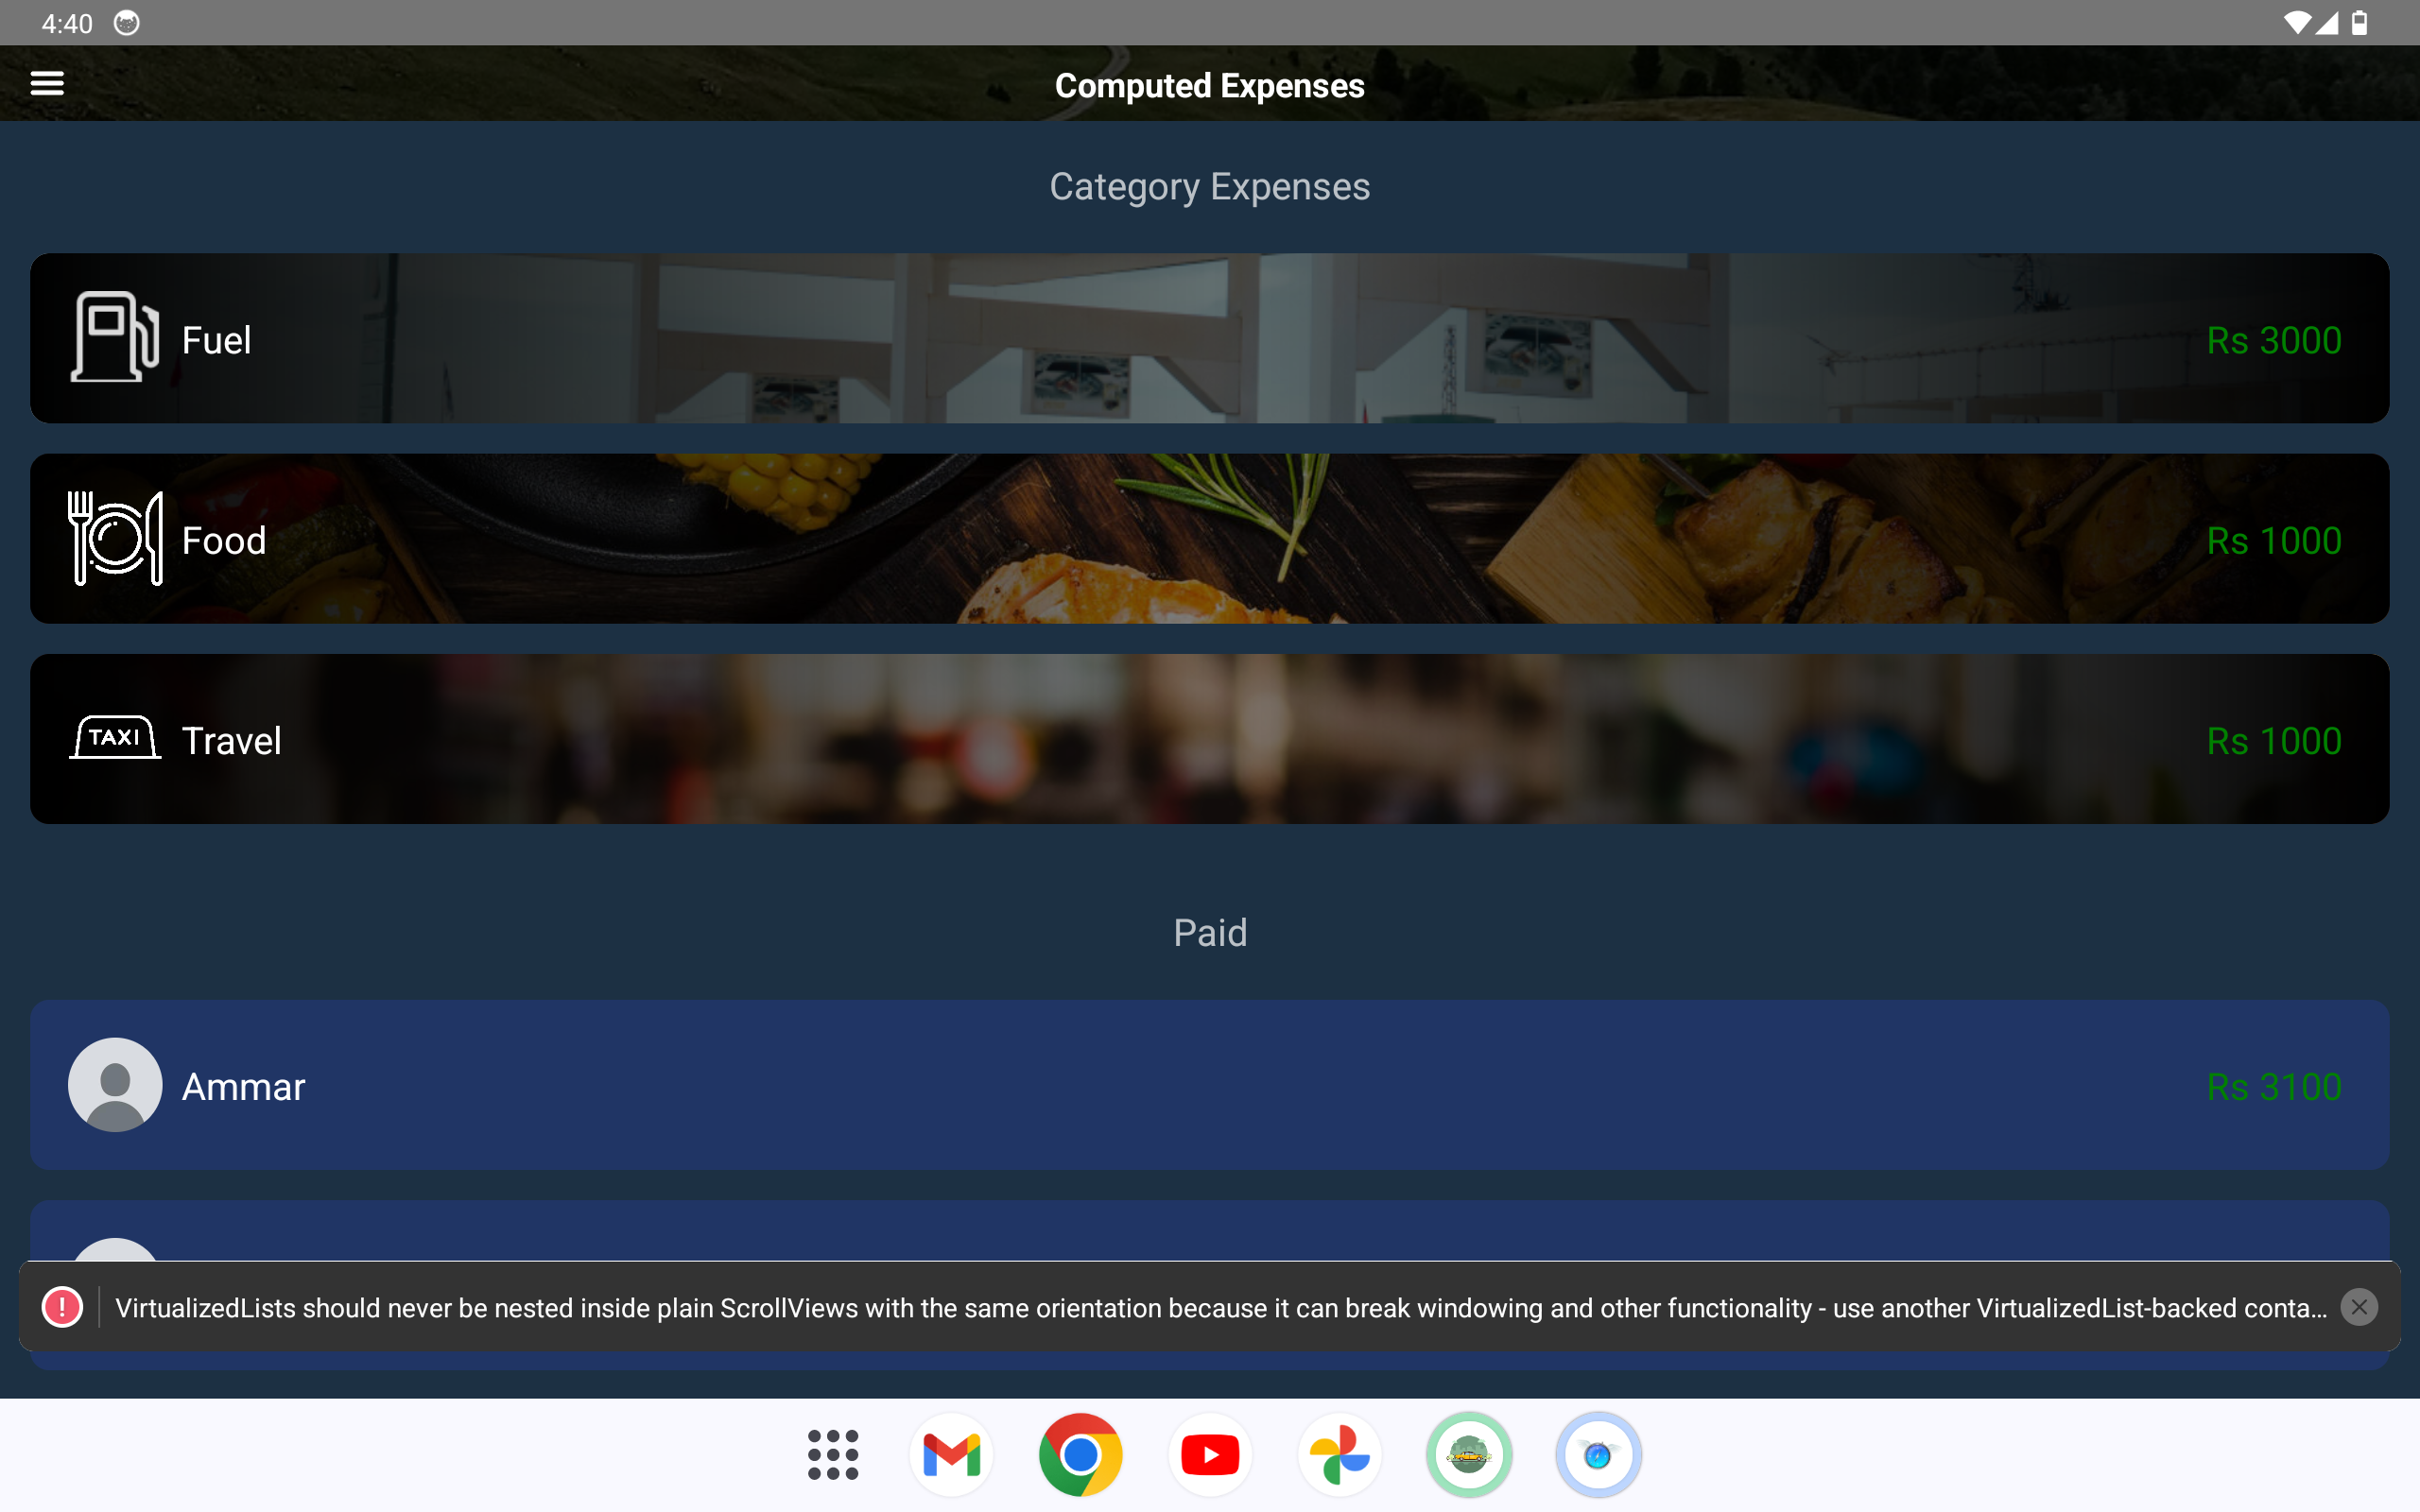 4:40
Computed Expenses
Category Expenses
Fuel
Rs 3000
Food
Rs 1000
TAXI
Travel
Rs 1000
Paid
Ammar
Rs 3100
! VirtualizedLists should never be nested inside plain ScrollViews with the same orientation because it can break windowing and other functionality - use another VirtualizedList-backed conta...